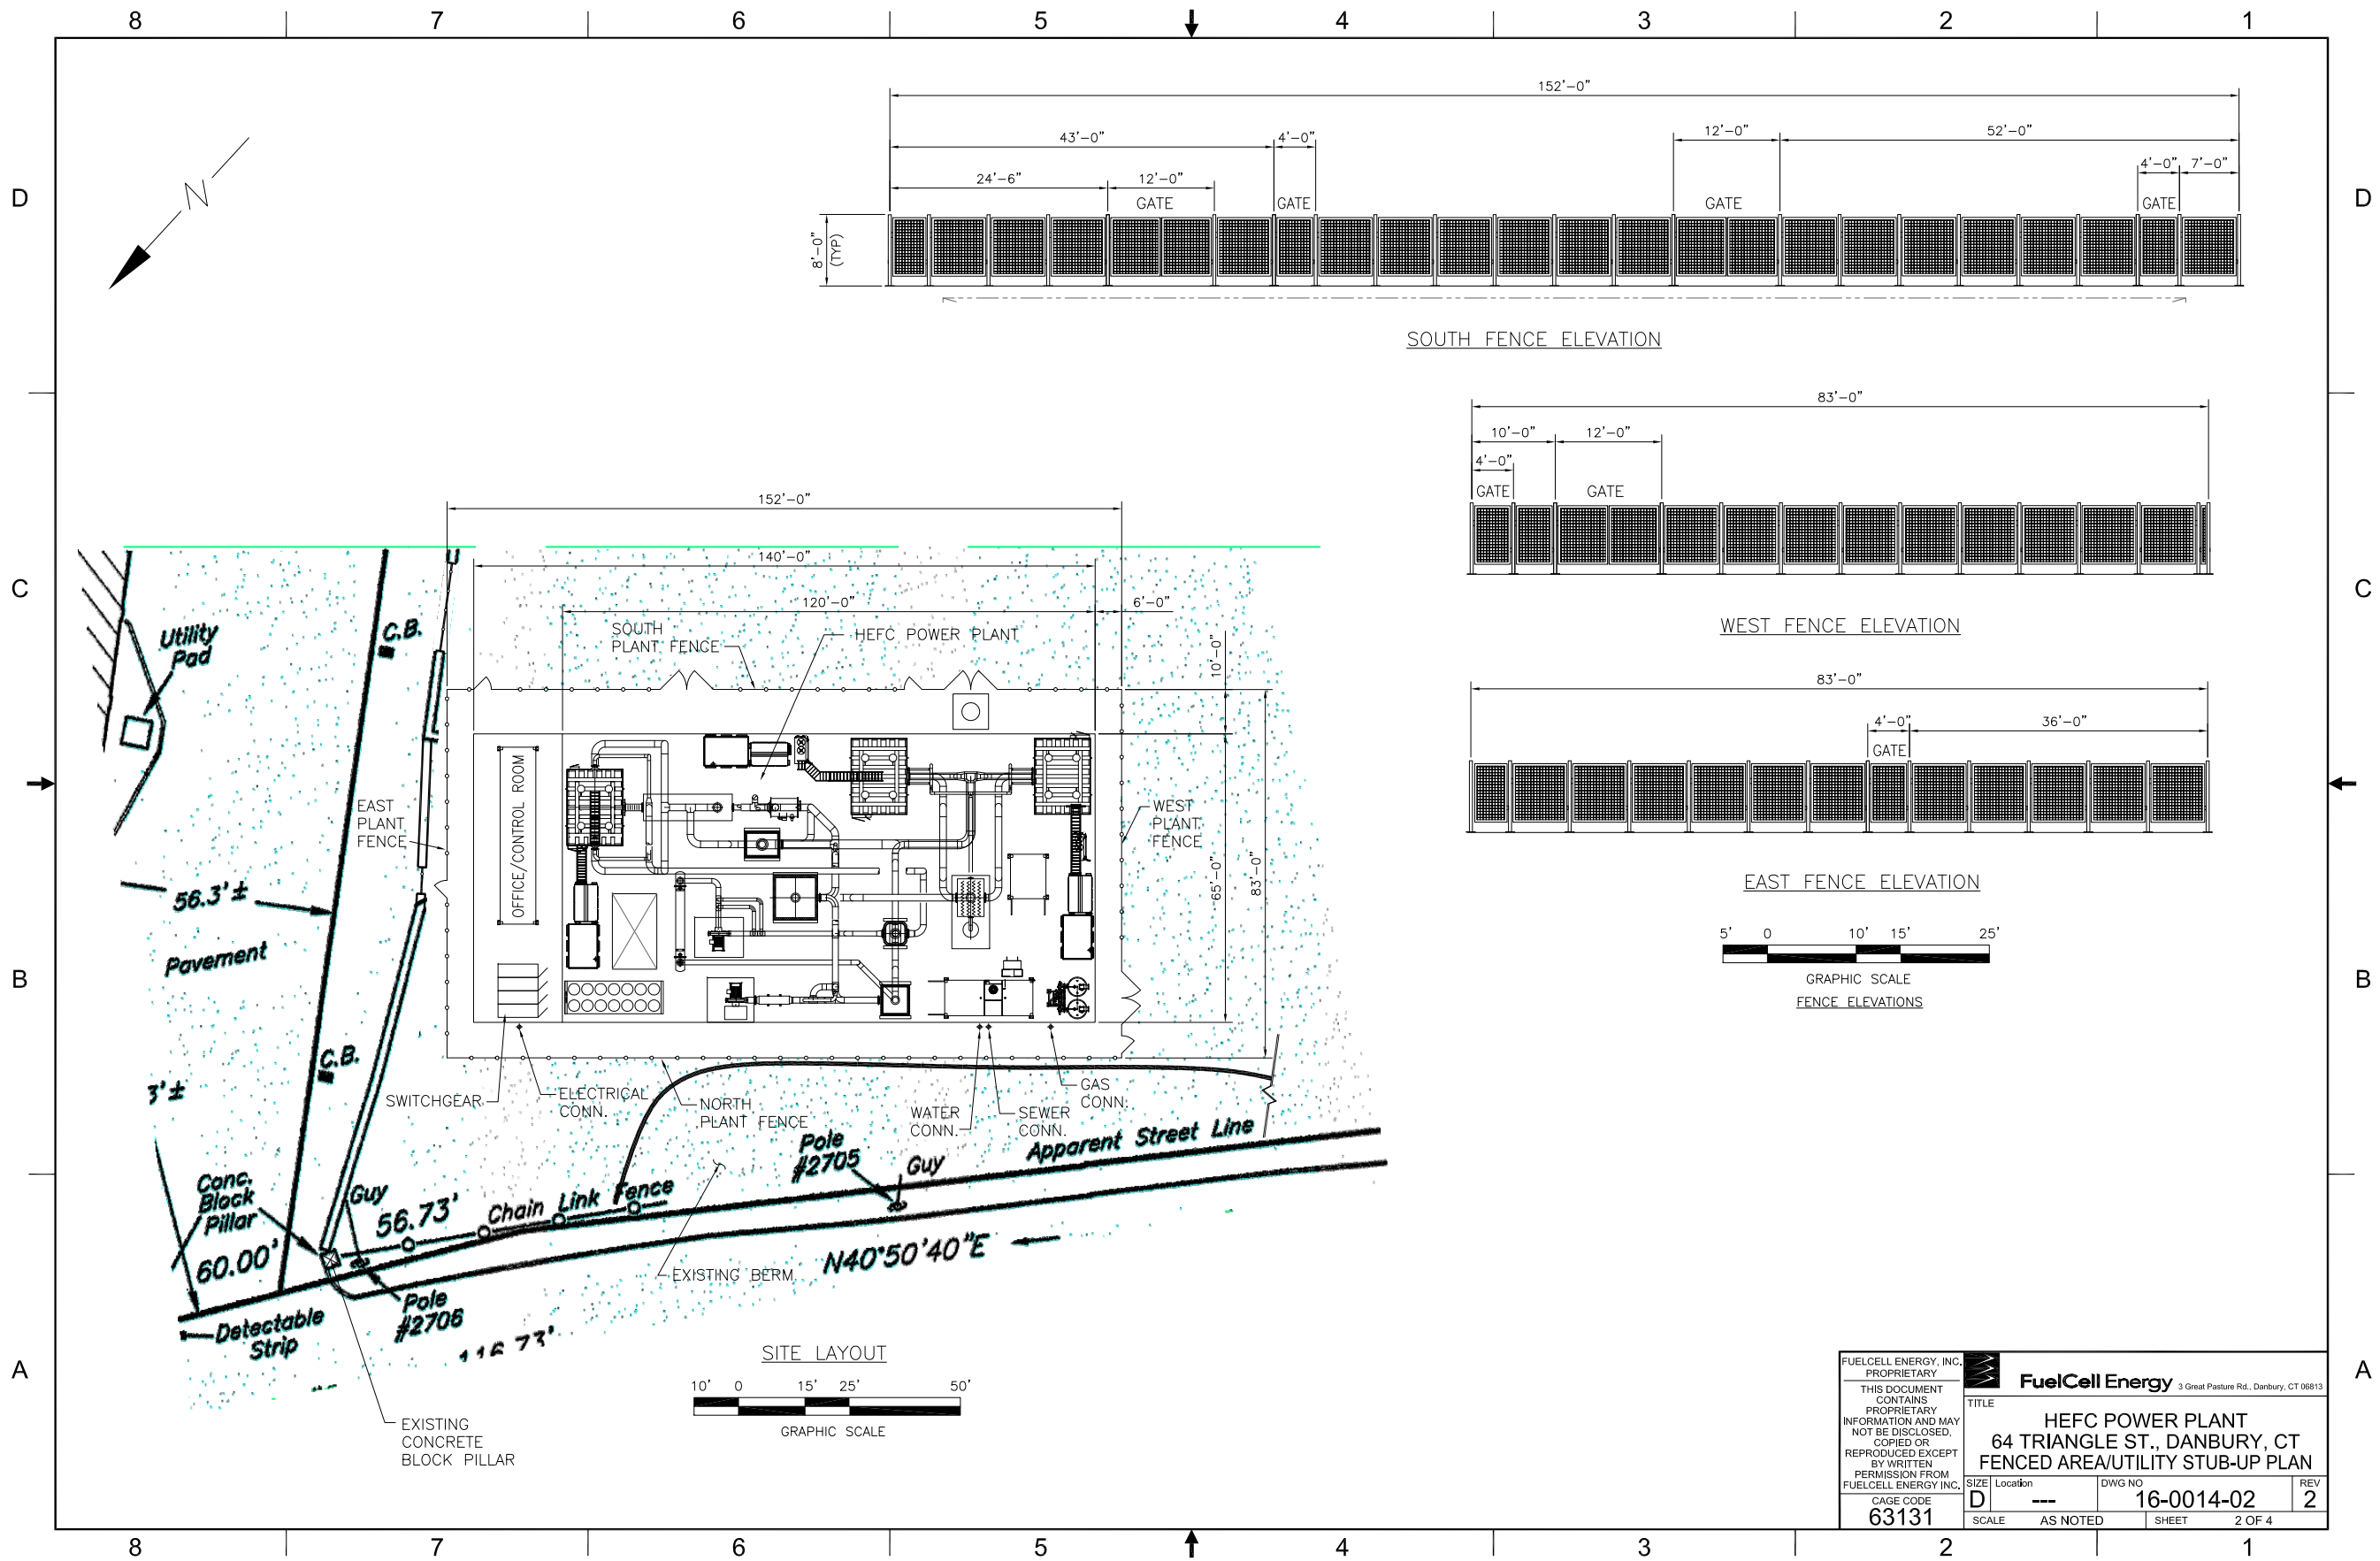 8 7 6 5 4 3 2 1
D
D
152'-0"
43'-0"
4'-0"
12'-0"
52'-0"
24'-6"
12'-0"
4'-0"
7'-0"
GATE
GATE
GATE
GATE
8'-0"
(TYP)
N
SOUTH FENCE ELEVATION
83'-0"
10'-0"
12'-0"
4'-0"
GATE
GATE
WEST FENCE ELEVATION
83'-0"
4'-0"
36'-0"
GATE
EAST FENCE ELEVATION
5' 0 10' 15' 25'
GRAPHIC SCALE
FENCE ELEVATIONS
C
C
152'-0"
140'-0"
120'-0"
6'-0"
10'-0"
65'-0"
83'-0"
SOUTH
PLANT FENCE
HEFC POWER PLANT
Utility
Pad
C.B.
EAST
PLANT
FENCE
OFFICE/CONTROL ROOM
WEST
PLANT
FENCE
56.3'±
Pavement
B
B
C.B.
3'±
SWITCHGEAR
ELECTRICAL
CONN.
NORTH
PLANT FENCE
WATER
CONN.
SEWER
CONN.
GAS
CONN.
Pole
#2705
Guy
Apparent Street Line
Conc.
Block
Pillar
Guy
56.73'
Chain Link Fence
60.00'
N40°50'40"E
EXISTING BERM
Pole
#2706
Detectable
Strip
116.73'
A
A
SITE LAYOUT
10' 0 15' 25' 50'
GRAPHIC SCALE
EXISTING
CONCRETE
BLOCK PILLAR
FUELCELL ENERGY, INC.
PROPRIETARY
THIS DOCUMENT
CONTAINS
PROPRIETARY
INFORMATION AND MAY
NOT BE DISCLOSED,
COPIED OR
REPRODUCED EXCEPT
BY WRITTEN
PERMISSION FROM
FUELCELL ENERGY INC.
CAGE CODE
63131
FuelCell Energy 3 Great Pasture Rd., Danbury, CT 06813
TITLE
HEFC POWER PLANT
64 TRIANGLE ST., DANBURY, CT
FENCED AREA/UTILITY STUB-UP PLAN
SIZE Location DWG NO REV
D --- 16-0014-02 2
SCALE AS NOTED SHEET 2 OF 4
8 7 6 5 4 3 2 1